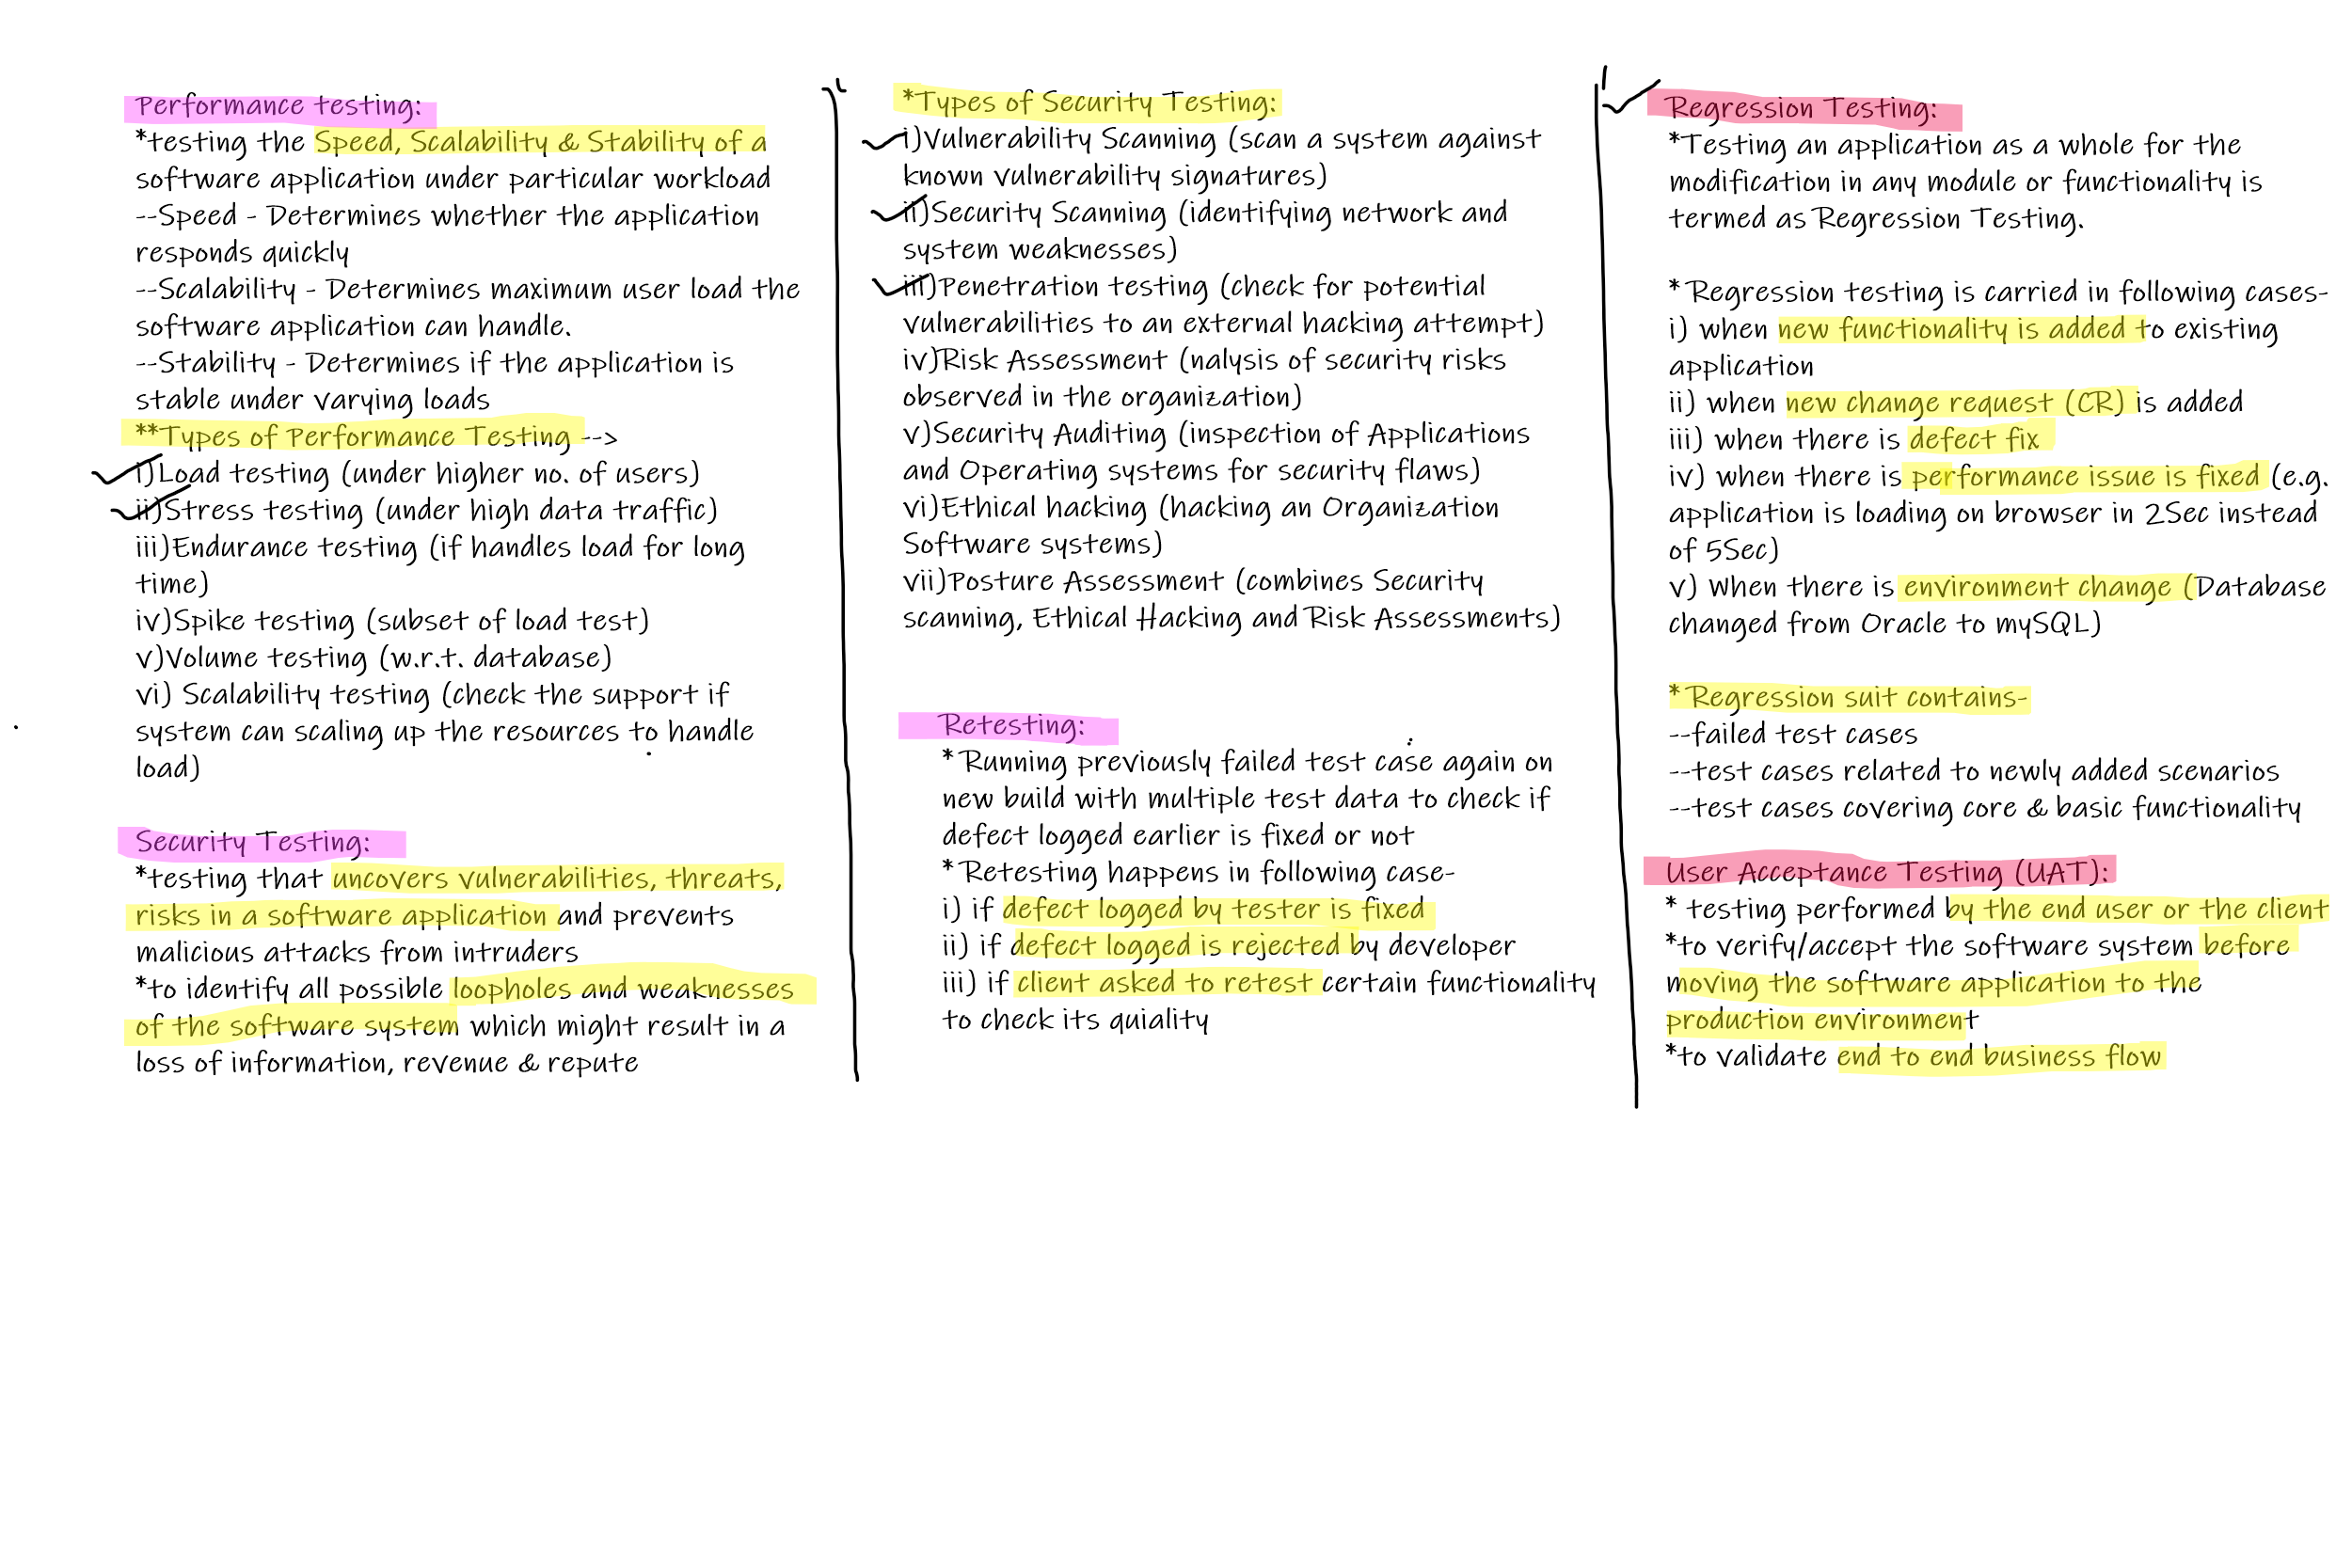 Performance testing:
*testing the Speed, Scalability & Stability of a
software application under particular workload
--Speed - Determines whether the application
responds quickly
--Scalability - Determines maximum user load the
software application can handle.
--Stability - Determines if the application is
stable under varying loads
**Types of Performance Testing -->
i)Load testing (under higher no. of users)
ii)Stress testing (under high data traffic)
iii)Endurance testing (if handles load for long
time)
iv)Spike testing (subset of load test)
v)Volume testing (w.r.t. database)
vi) Scalability testing (check the support if
system can scaling up the resources to handle
load)
Security Testing:
*testing that uncovers vulnerabilities, threats,
risks in a software application and prevents
malicious attacks from intruders
*to identify all possible loopholes and weaknesses
of the software system which might result in a
loss of information, revenue & repute
*Types of Security Testing:
i)Vulnerability Scanning (scan a system against
known vulnerability signatures)
ii)Security Scanning (identifying network and
system weaknesses)
iii)Penetration testing (check for potential
vulnerabilities to an external hacking attempt)
iv)Risk Assessment (nalysis of security risks
observed in the organization)
v)Security Auditing (inspection of Applications
and Operating systems for security flaws)
vi)Ethical hacking (hacking an Organization
Software systems)
vii)Posture Assessment (combines Security
scanning, Ethical Hacking and Risk Assessments)
Retesting:
* Running previously failed test case again on
new build with multiple test data to check if
defect logged earlier is fixed or not
* Retesting happens in following case-
i) if defect logged by tester is fixed
ii) if defect logged is rejected by developer
iii) if client asked to retest certain functionality
to check its quiality
Regression Testing:
*Testing an application as a whole for the
modification in any module or functionality is
termed as Regression Testing.
* Regression testing is carried in following cases-
i) when new functionality is added to existing
application
ii) when new change request (CR) is added
iii) when there is defect fix
iv) when there is performance issue is fixed (e.g.
application is loading on browser in 2Sec instead
of 5Sec)
v) When there is environment change (Database
changed from Oracle to mySQL)
* Regression suit contains-
--failed test cases
--test cases related to newly added scenarios
--test cases covering core & basic functionality
User Acceptance Testing (UAT):
* testing performed by the end user or the client
*to verify/accept the software system before
moving the software application to the
production environment
*to validate end to end business flow